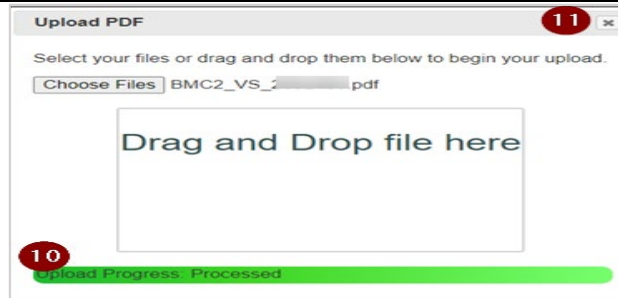 Upload PDF
11
×
Select your files or drag and drop them below to begin your upload.
Choose Files BMC2_VS_2 pdf
Drag and Drop file here
10
Upload Progress: Processed